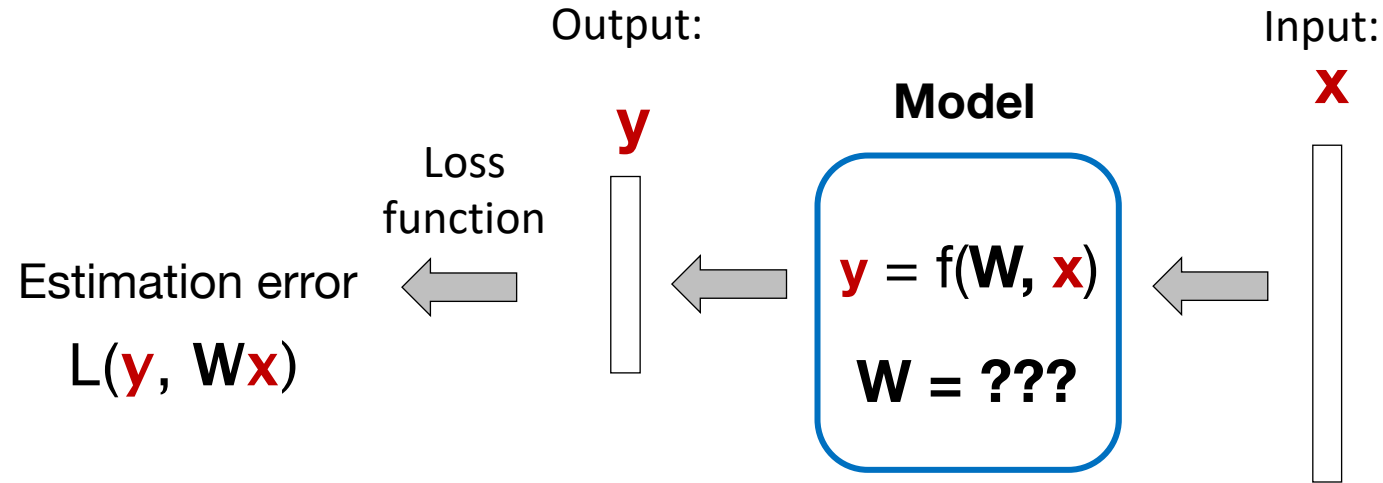 Output:
y
Loss
function
Estimation error
L(y, Wx)
Model
y = f(W, x)
W = ???
Input:
x